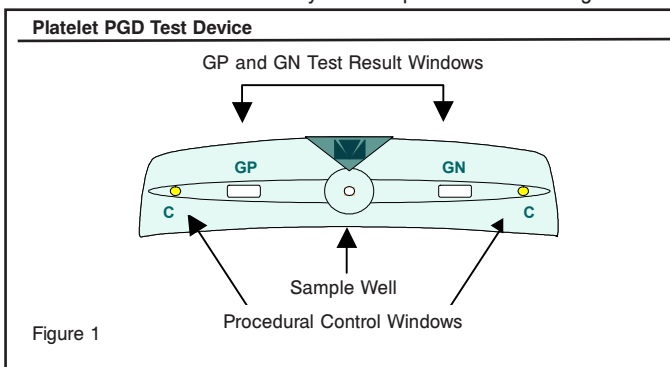 Platelet PGD Test Device
GP and GN Test Result Windows
GP GN
C C
Sample Well
Procedural Control Windows
Figure 1